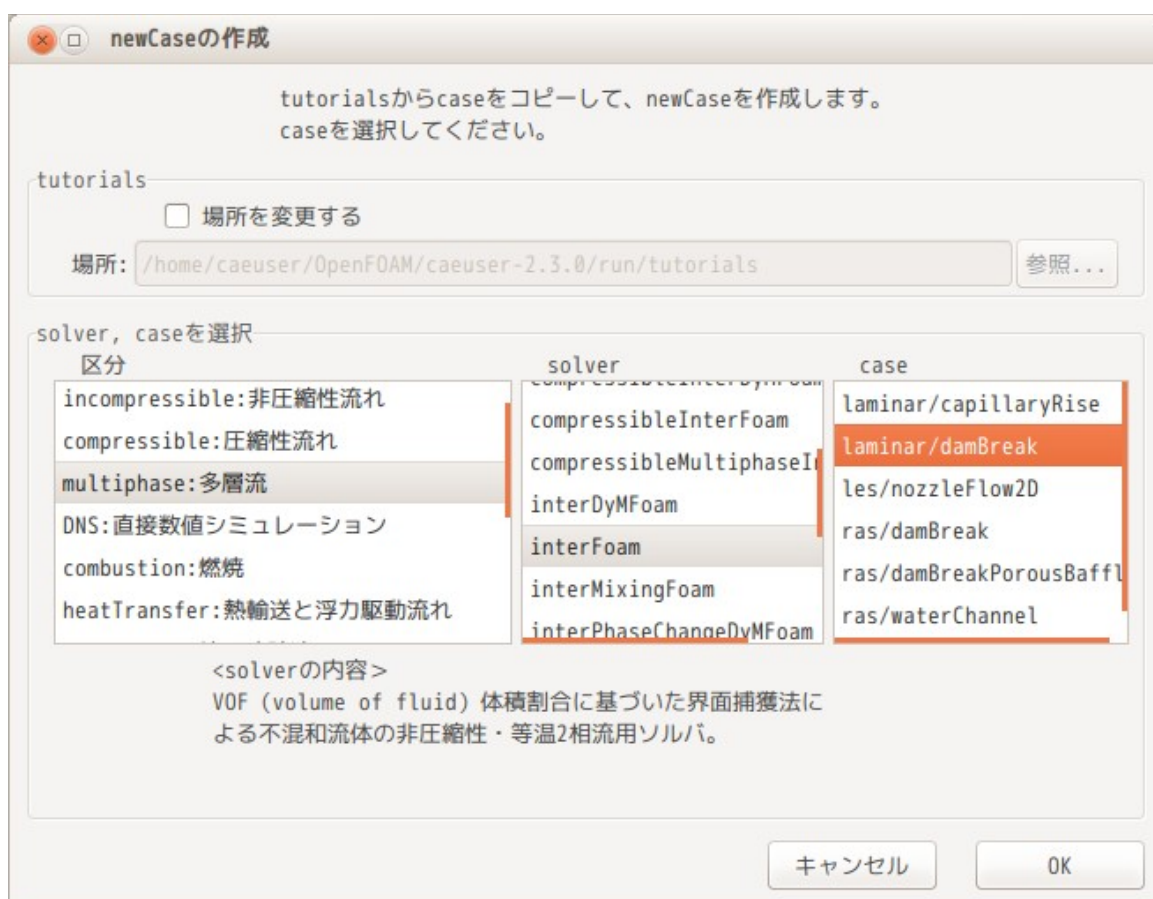 newCaseの作成
tutorialsからcaseをコピーして、newCaseを作成します。
caseを選択してください。
tutorials
場所を変更する
場所: /home/caeuser/OpenFOAM/caeuser-2.3.0/run/tutorials 参照...
solver, caseを選択
区分
incompressible:非圧縮性流れ
compressible:圧縮性流れ
multiphase:多層流
DNS:直接数値シミュレーション
combustion:燃焼
heatTransfer:熱輸送と浮力駆動流れ
solver
compressibleInterFoam
compressibleMultiphaseI
interDyMFoam
interFoam
interMixingFoam
interPhaseChangeDyMFoam
case
laminar/capillaryRise
laminar/damBreak
les/nozzleFlow2D
ras/damBreak
ras/damBreakPorousBaffl
ras/waterChannel
<solverの内容>
VOF (volume of fluid) 体積割合に基づいた界面捕獲法に
よる不混和流体の非圧縮性・等温2相流用ソルバ。
キャンセル OK